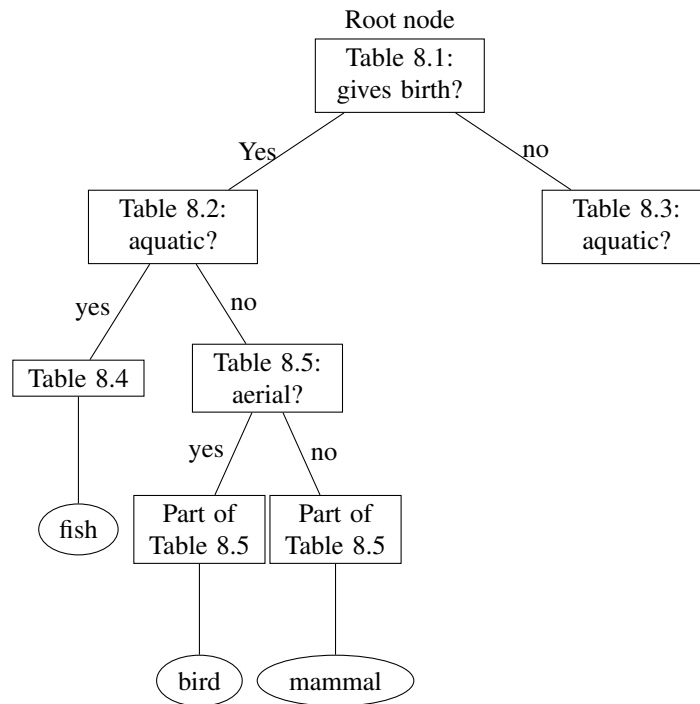 Root node
Table 8.1:
gives birth?
Yes
no
Table 8.2:
aquatic?
Table 8.3:
aquatic?
yes
no
Table 8.4
Table 8.5:
aerial?
yes
no
fish
Part of
Table 8.5
Part of
Table 8.5
bird
mammal